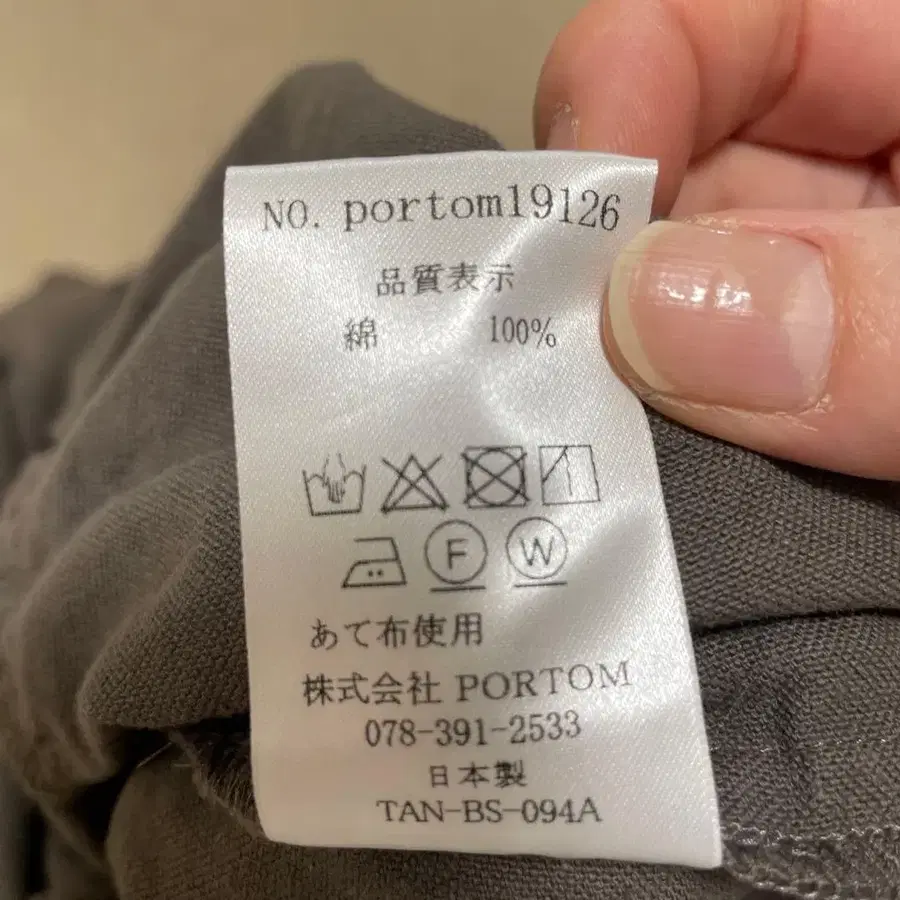 NO. portom19126
品質表示
綿 100%
F W
あて布使用
株式会社 PORTOM
078-391-2533
日本製
TAN-BS-094A